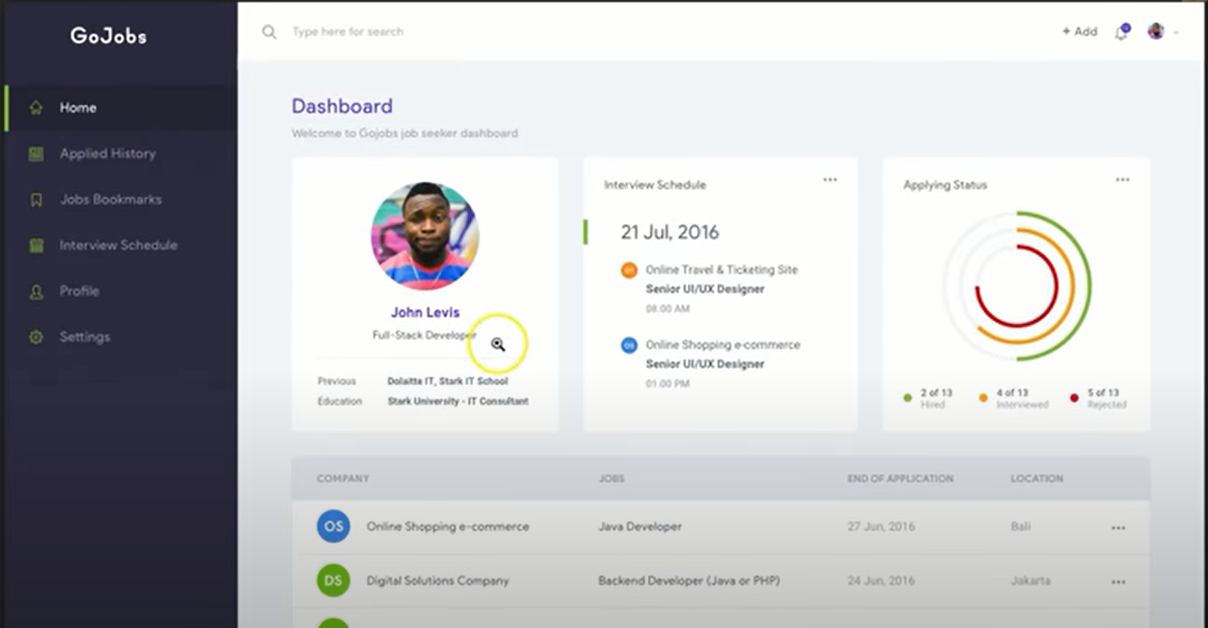 GoJobs
Type here for search
+ Add
Home
Applied History
Jobs Bookmarks
Interview Schedule
Profile
Settings
Dashboard
Welcome to Gojobs job seeker dashboard
John Levis
Full-Stack Developer
Previous Dolaitte IT, Stark IT School
Education Stark University - IT Consultant
Interview Schedule
21 Jul, 2016
Online Travel & Ticketing Site
Senior UI/UX Designer
08.00 AM
OS Online Shopping e-commerce
Senior UI/UX Designer
01.00 PM
Applying Status
2 of 13
Hired
4 of 13
Interviewed
5 of 13
Rejected
COMPANY JOBS END OF APPLICATION LOCATION
OS Online Shopping e-commerce Java Developer 27 Jun, 2016 Bali
DS Digital Solutions Company Backend Developer (Java or PHP) 24 Jun, 2016 Jakarta